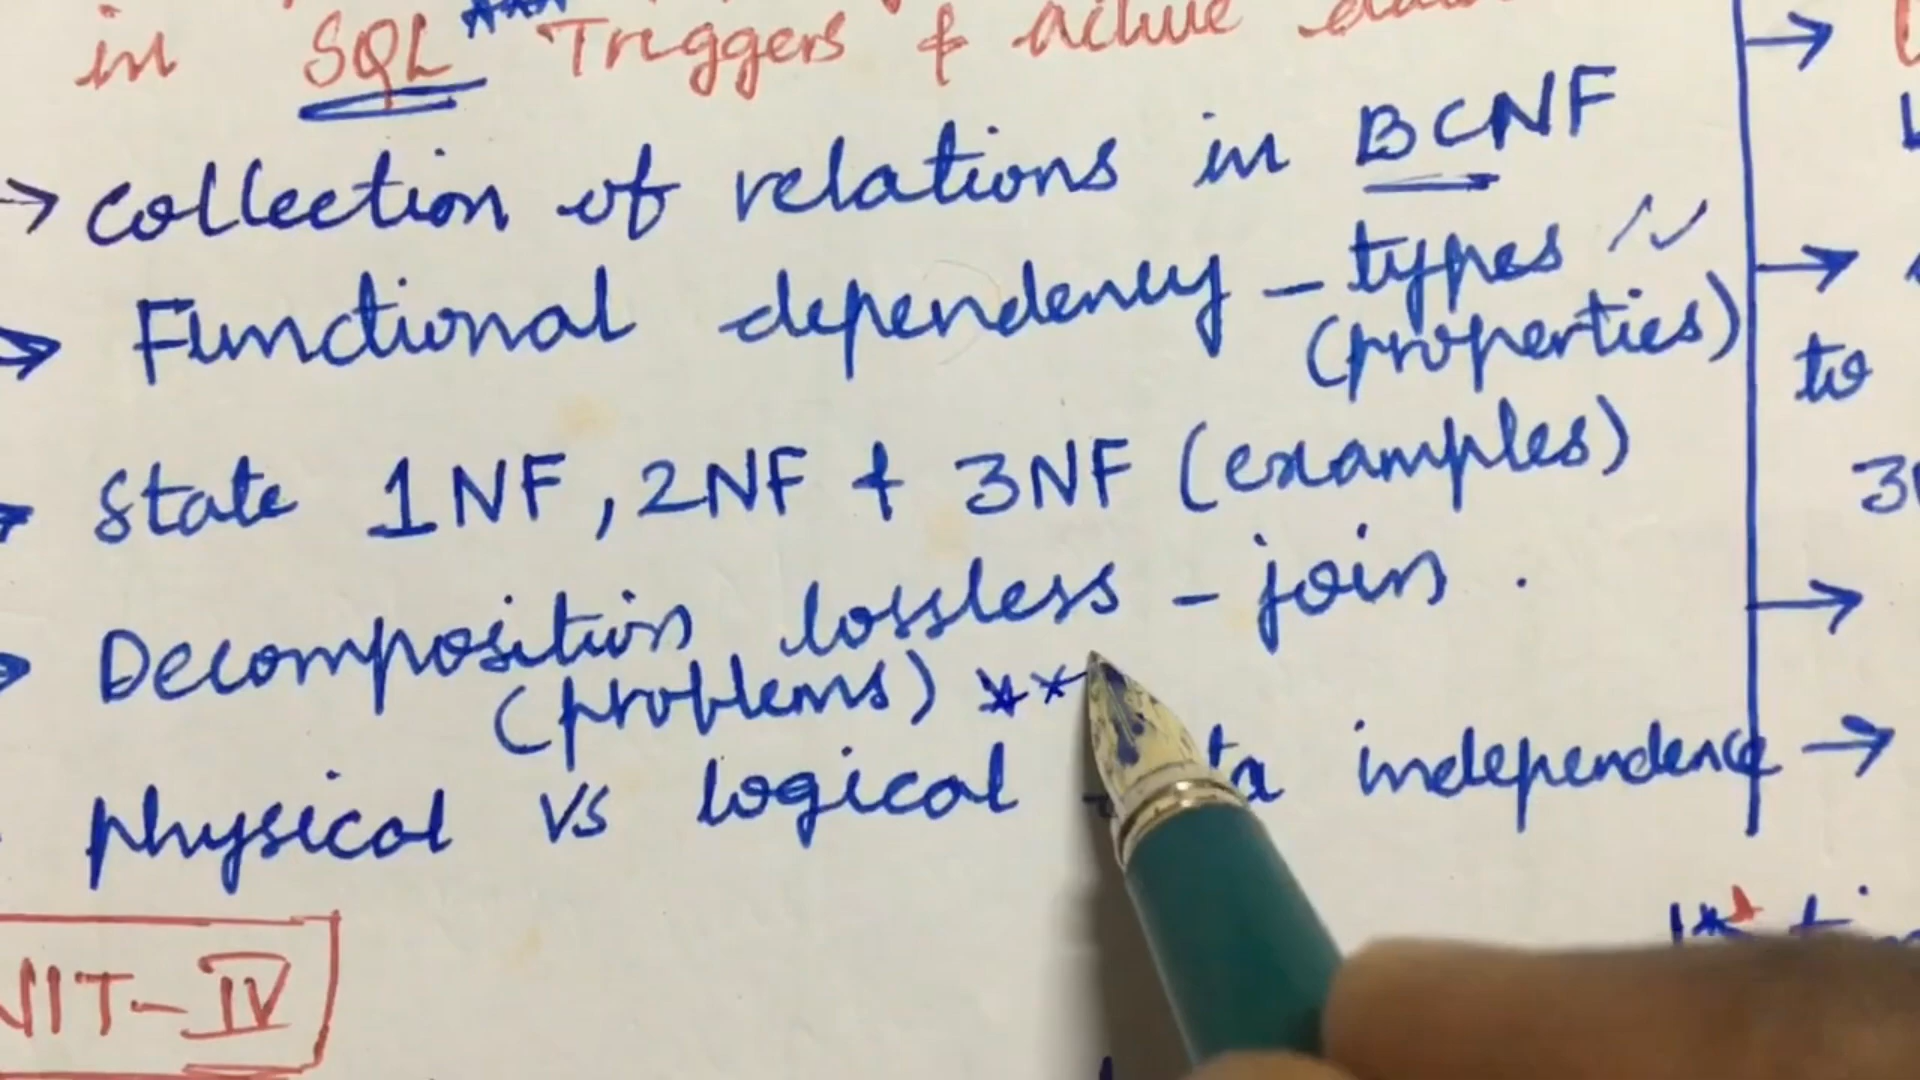 in SQL *** Triggers & active
→ Collection of relations in BCNF
→ Functional dependency - types
(properties)
→ State 1NF, 2NF & 3NF (examples)
→ Decomposition lossless - join.
(problems) **
physical vs logical independence →
to
UNIT-IV